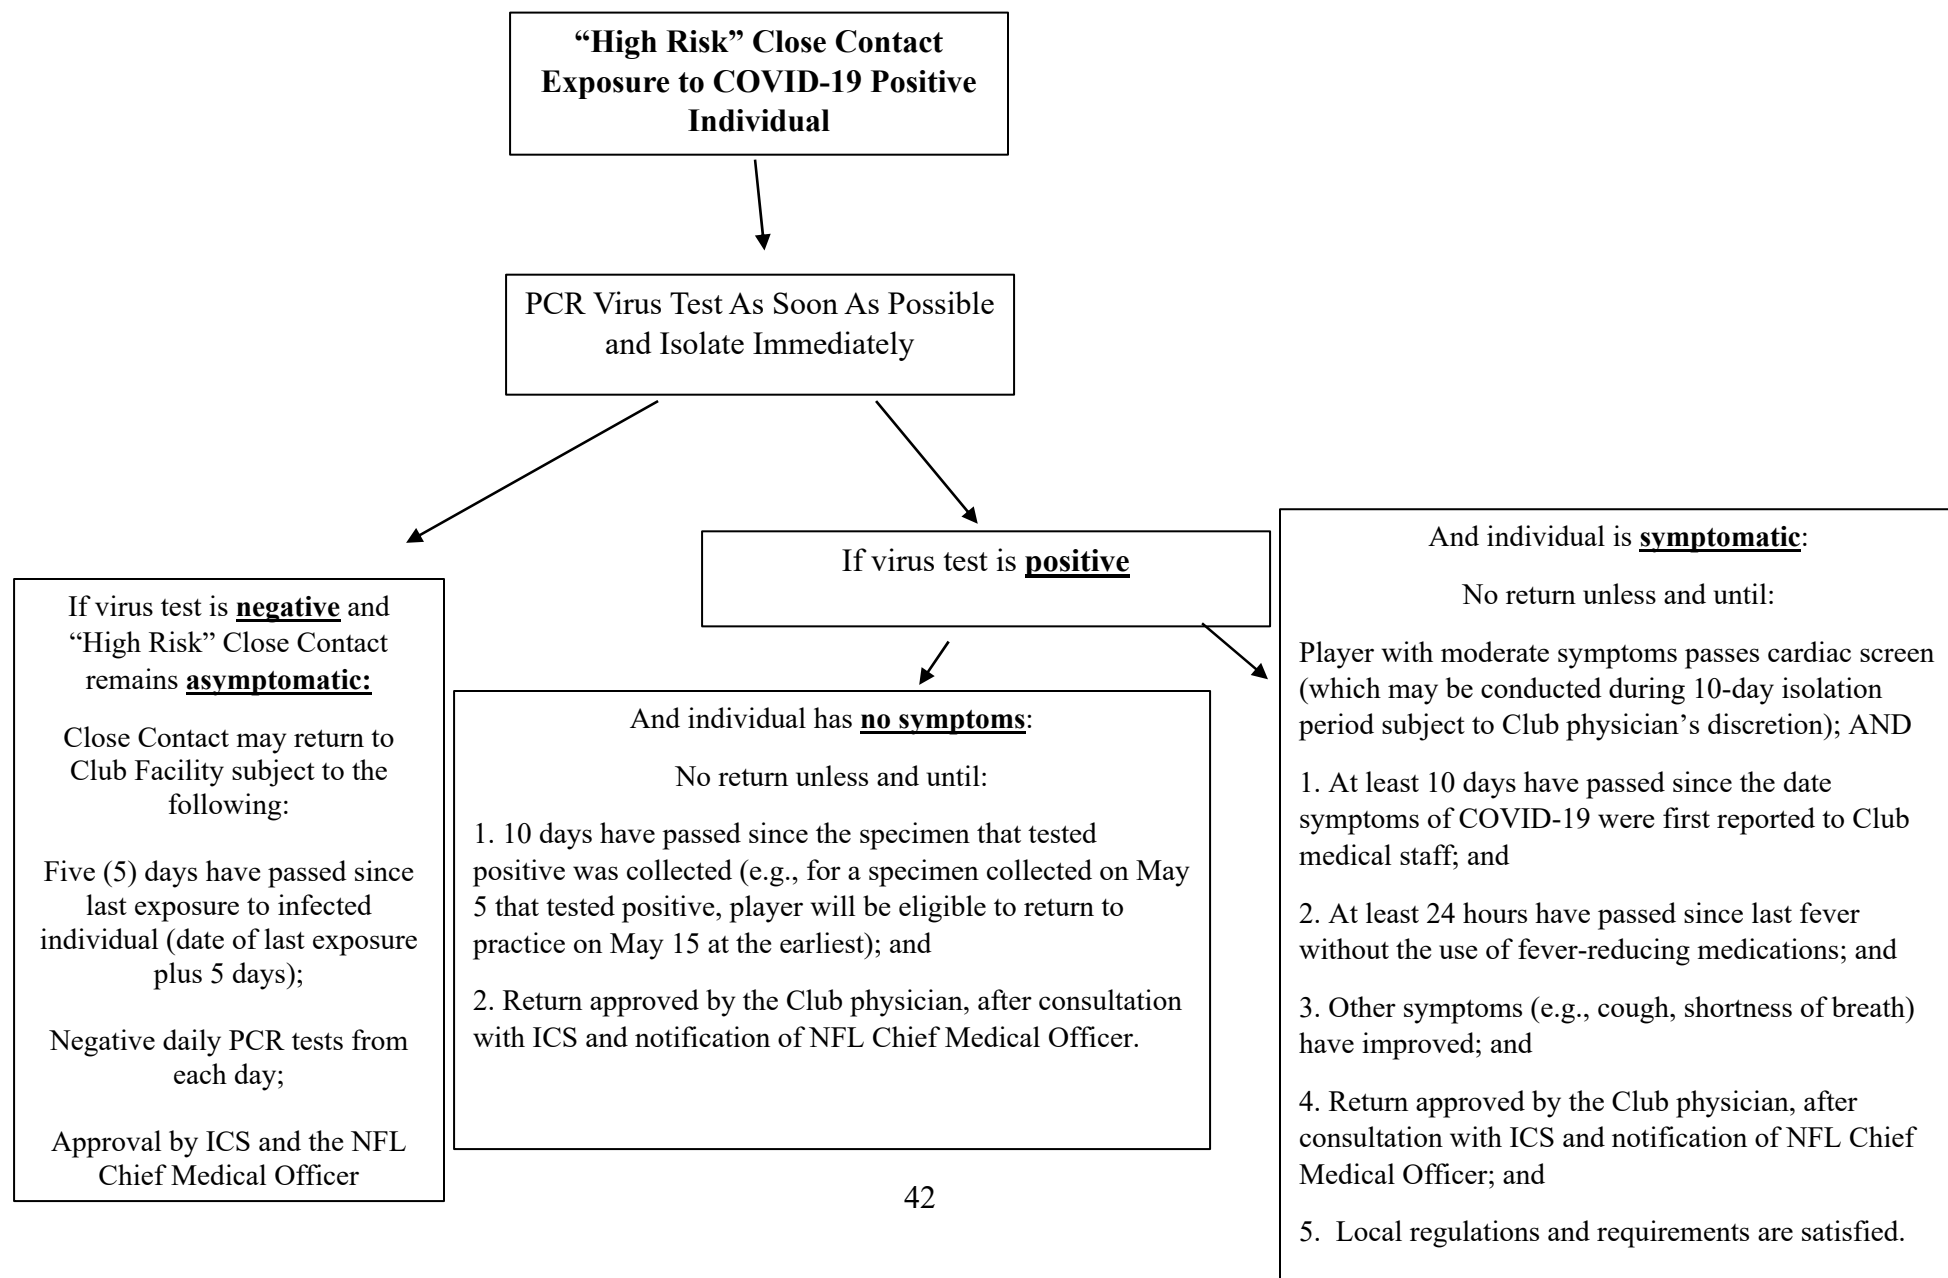 “High Risk” Close Contact
Exposure to COVID-19 Positive
Individual
PCR Virus Test As Soon As Possible
and Isolate Immediately
If virus test is negative and
“High Risk” Close Contact
remains asymptomatic:
Close Contact may return to
Club Facility subject to the
following:
Five (5) days have passed since
last exposure to infected
individual (date of last exposure
plus 5 days);
Negative daily PCR tests from
each day;
Approval by ICS and the NFL
Chief Medical Officer
If virus test is positive
And individual has no symptoms:
No return unless and until:
1. 10 days have passed since the specimen that tested
positive was collected (e.g., for a specimen collected on May
5 that tested positive, player will be eligible to return to
practice on May 15 at the earliest); and
2. Return approved by the Club physician, after consultation
with ICS and notification of NFL Chief Medical Officer.
And individual is symptomatic:
No return unless and until:
Player with moderate symptoms passes cardiac screen
(which may be conducted during 10-day isolation
period subject to Club physician’s discretion); AND
1. At least 10 days have passed since the date
symptoms of COVID-19 were first reported to Club
medical staff; and
2. At least 24 hours have passed since last fever
without the use of fever-reducing medications; and
3. Other symptoms (e.g., cough, shortness of breath)
have improved; and
4. Return approved by the Club physician, after
consultation with ICS and notification of NFL Chief
Medical Officer; and
5. Local regulations and requirements are satisfied.
42